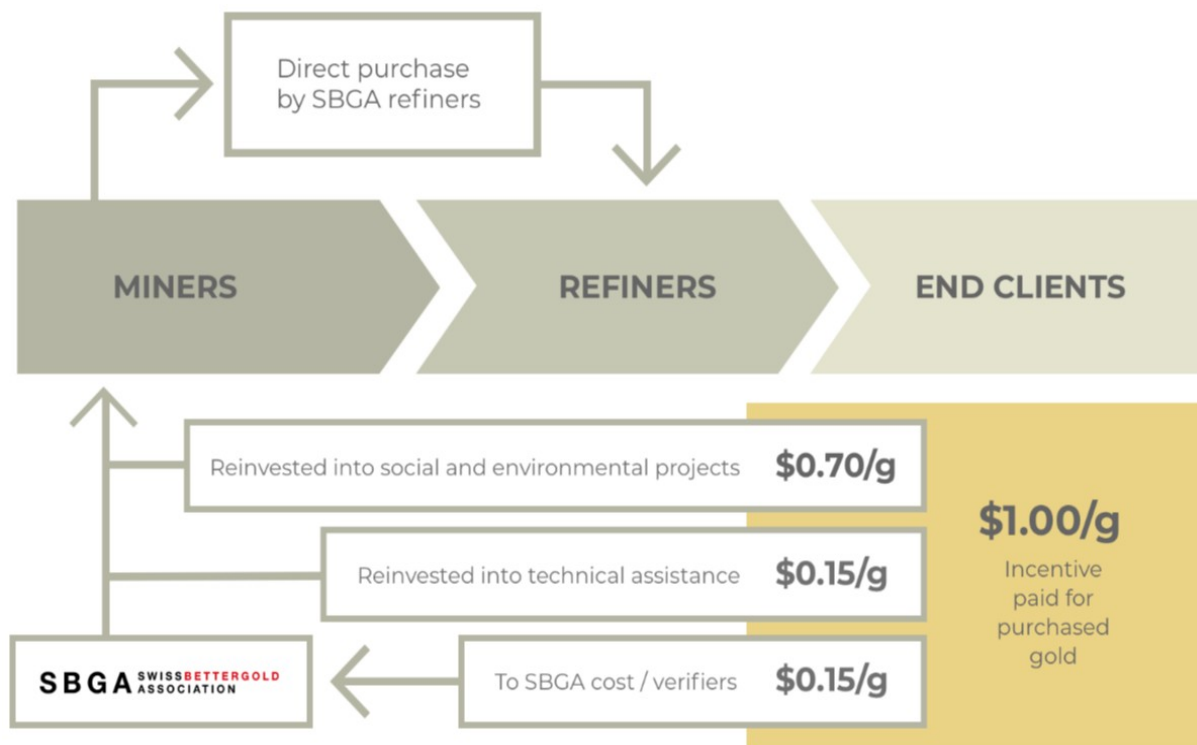 Direct purchase
by SBGA refiners
MINERS
REFINERS
END CLIENTS
Reinvested into social and environmental projects $0.70/g
$1.00/g
Incentive
paid for
purchased
gold
Reinvested into technical assistance $0.15/g
SBGA SWISSBETTERGOLD
ASSOCIATION
To SBGA cost / verifiers $0.15/g